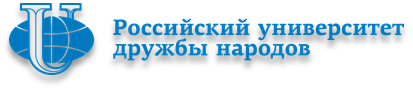 Российский университет
дружбы народов